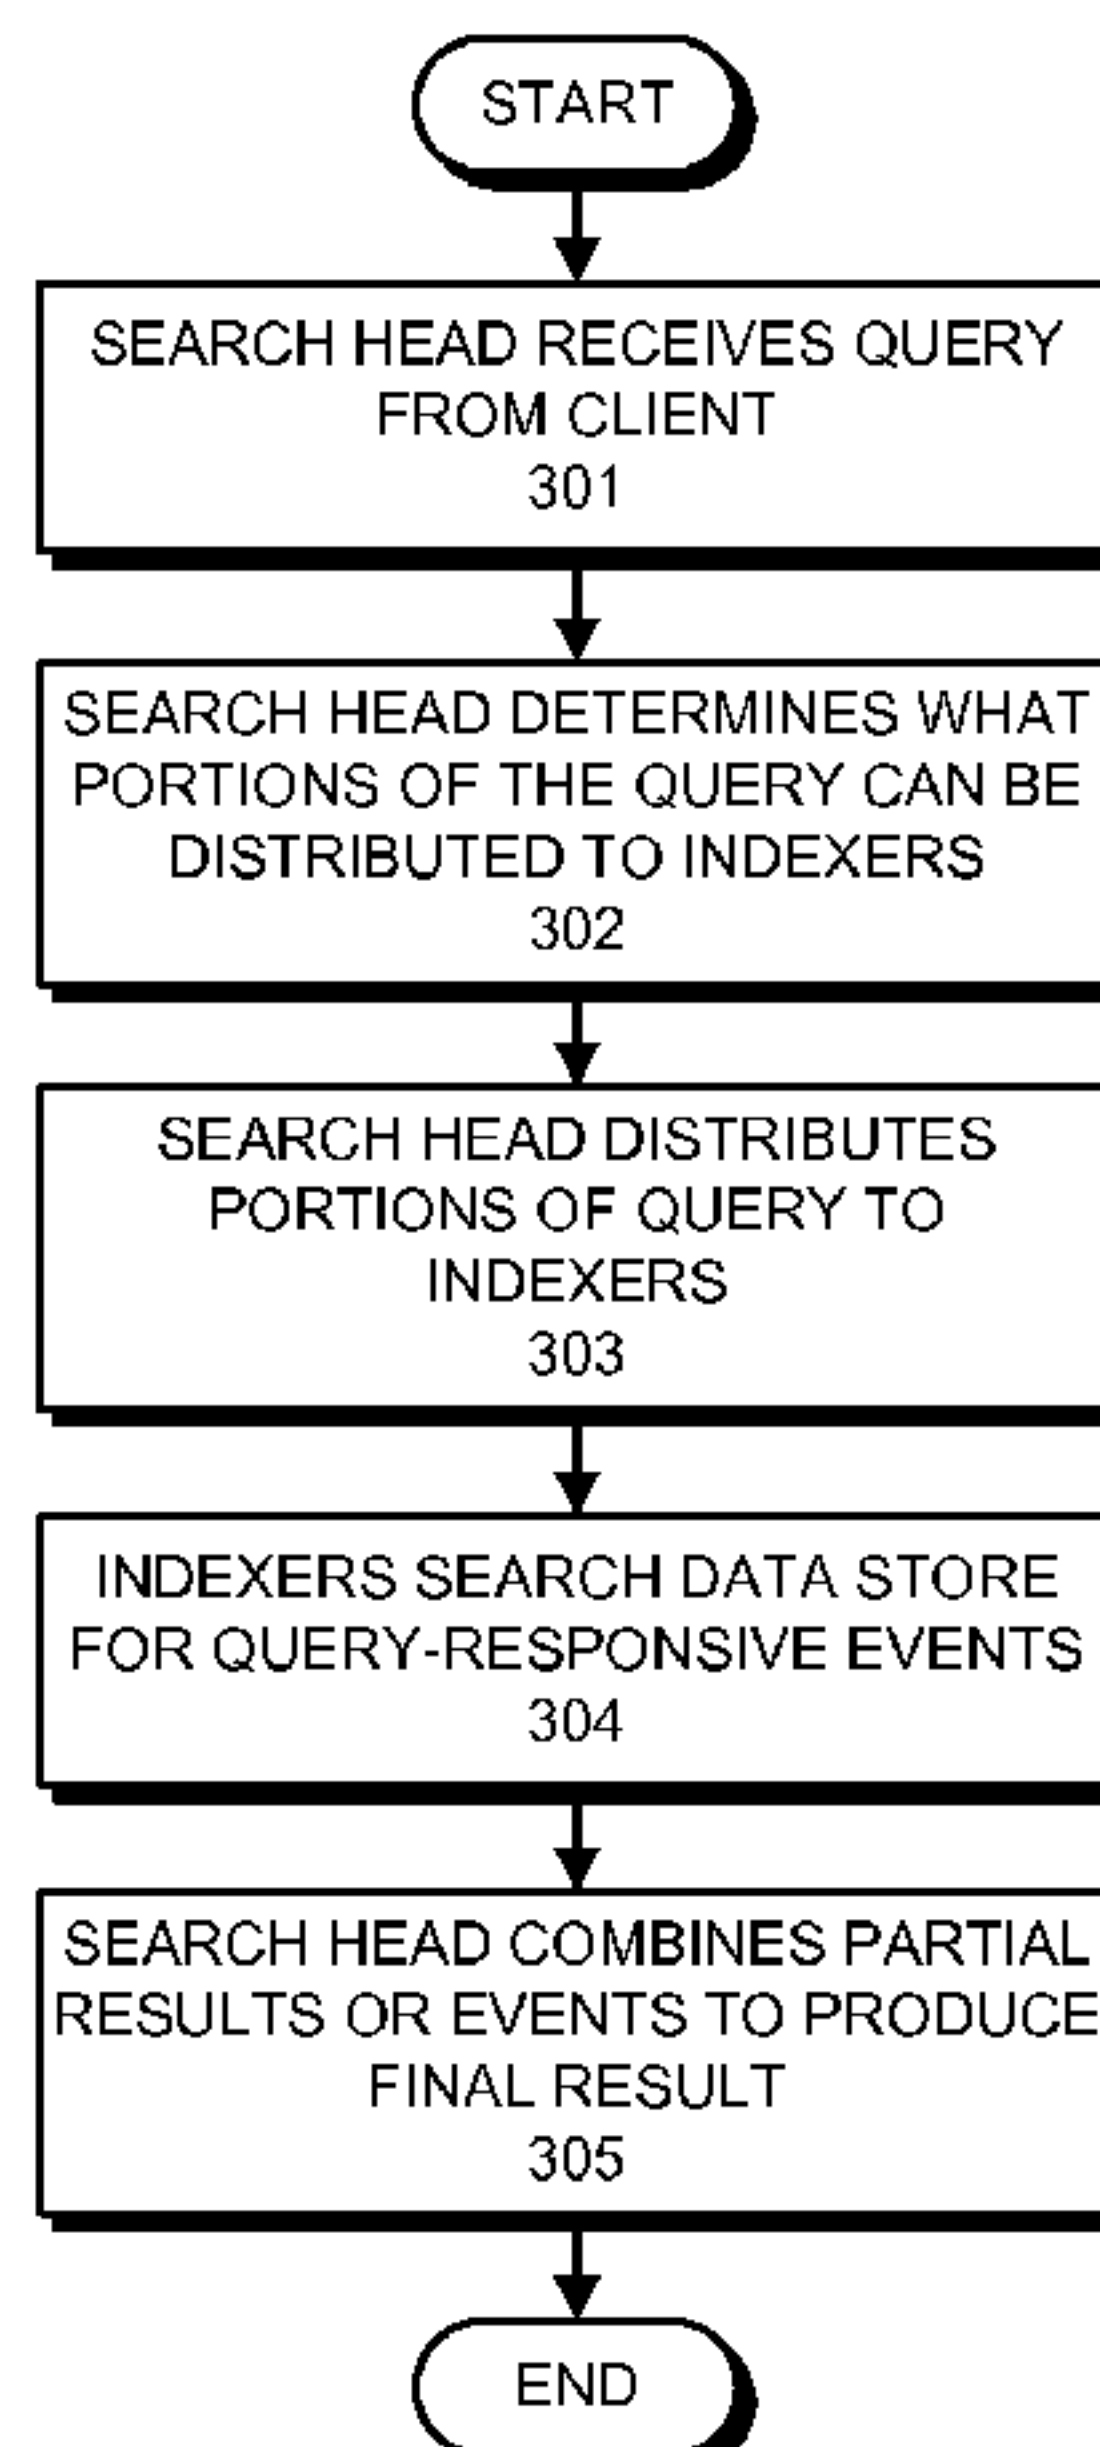 START
SEARCH HEAD RECEIVES QUERY
FROM CLIENT
301
SEARCH HEAD DETERMINES WHAT
PORTIONS OF THE QUERY CAN BE
DISTRIBUTED TO INDEXERS
302
SEARCH HEAD DISTRIBUTES
PORTIONS OF QUERY TO
INDEXERS
303
INDEXERS SEARCH DATA STORE
FOR QUERY-RESPONSIVE EVENTS
304
SEARCH HEAD COMBINES PARTIAL
RESULTS OR EVENTS TO PRODUCE
FINAL RESULT
305
END